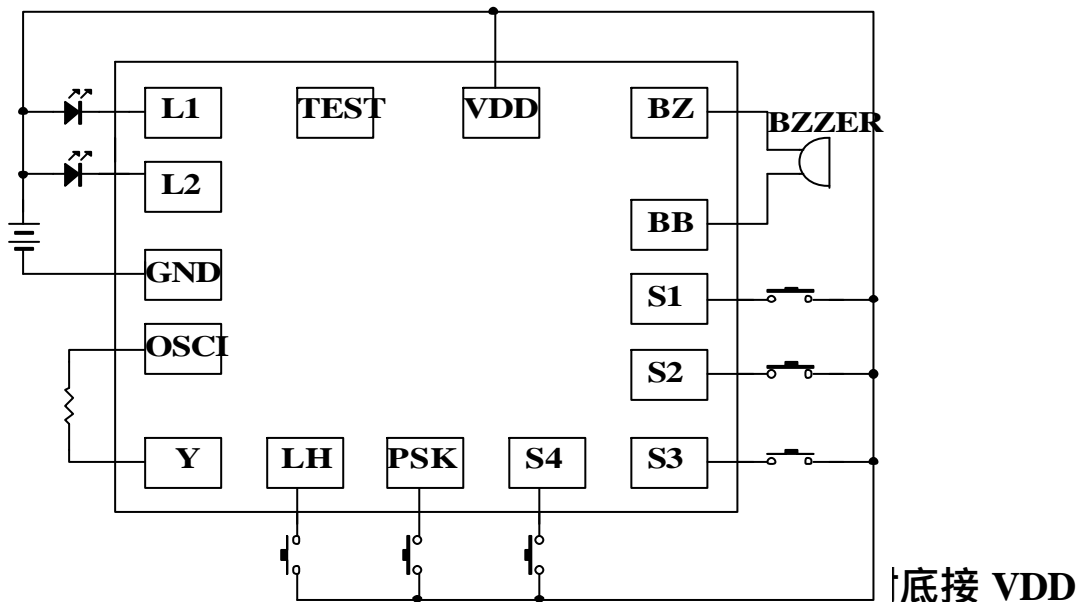 L1
TEST
VDD
BZ
BZZER
L2
BB
GND
S1
OSCI
S2
Y
LH
PSK
S4
S3
底接 VDD